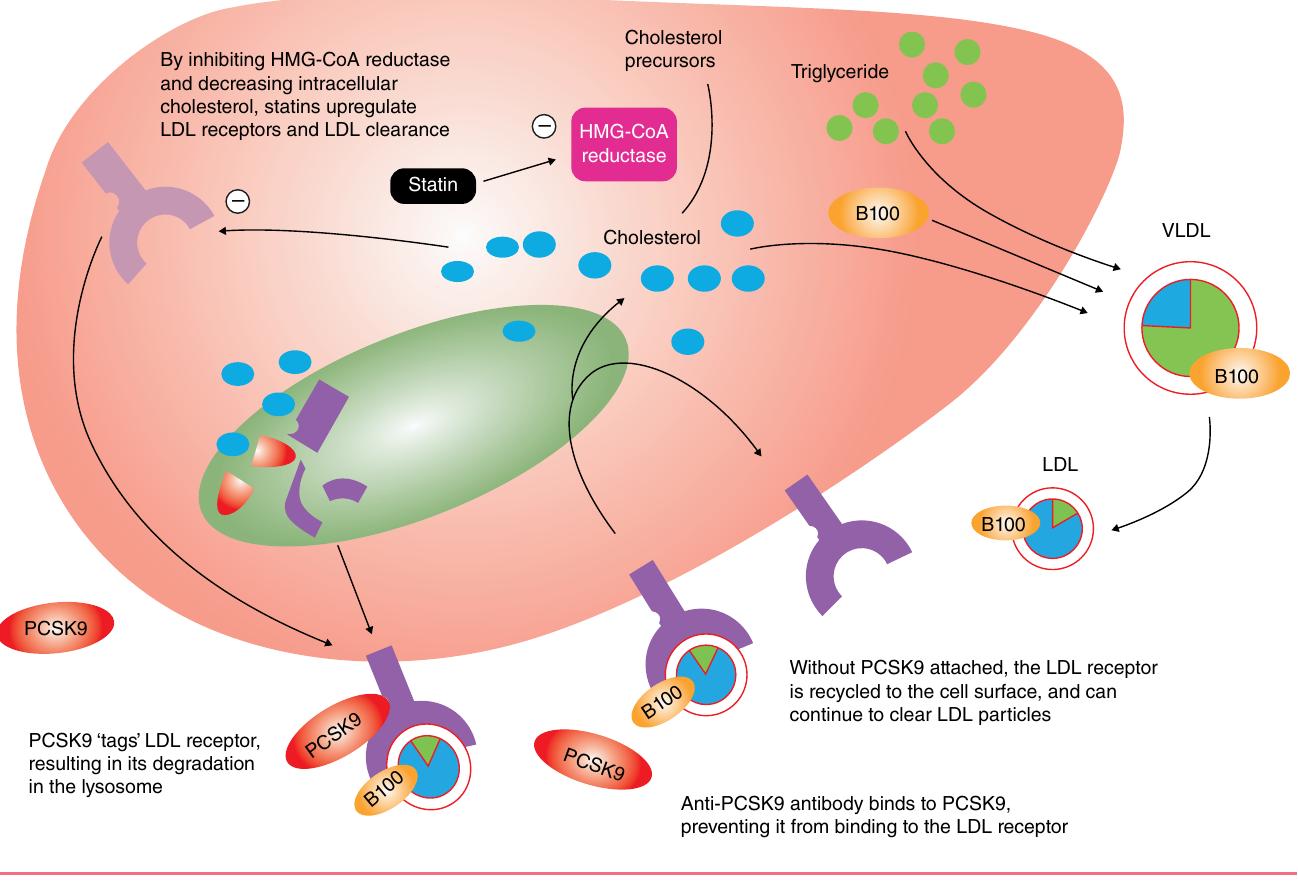 By inhibiting HMG-CoA reductase
and decreasing intracellular
cholesterol, statins upregulate
LDL receptors and LDL clearance
Cholesterol
precursors
Triglyceride
−
HMG-CoA
reductase
Statin
−
B100
Cholesterol
VLDL
B100
LDL
B100
PCSK9
B100
Without PCSK9 attached, the LDL receptor
is recycled to the cell surface, and can
continue to clear LDL particles
PCSK9
B100
PCSK9
PCSK9 ‘tags’ LDL receptor,
resulting in its degradation
in the lysosome
Anti-PCSK9 antibody binds to PCSK9,
preventing it from binding to the LDL receptor